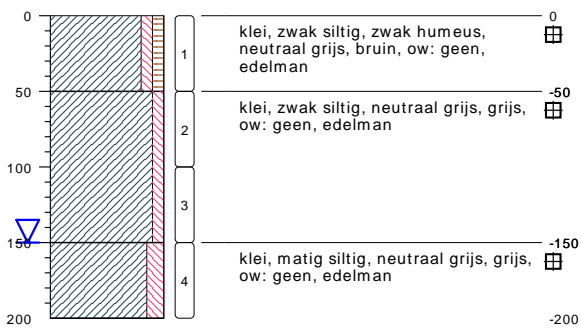 0
50
100
150
200
1
2
3
4
klei, zwak siltig, zwak humeus,
neutraal grijs, bruin, ow: geen,
edelman
klei, zwak siltig, neutraal grijs, grijs,
ow: geen, edelman
klei, matig siltig, neutraal grijs, grijs,
ow: geen, edelman
0
-50
-150
-200